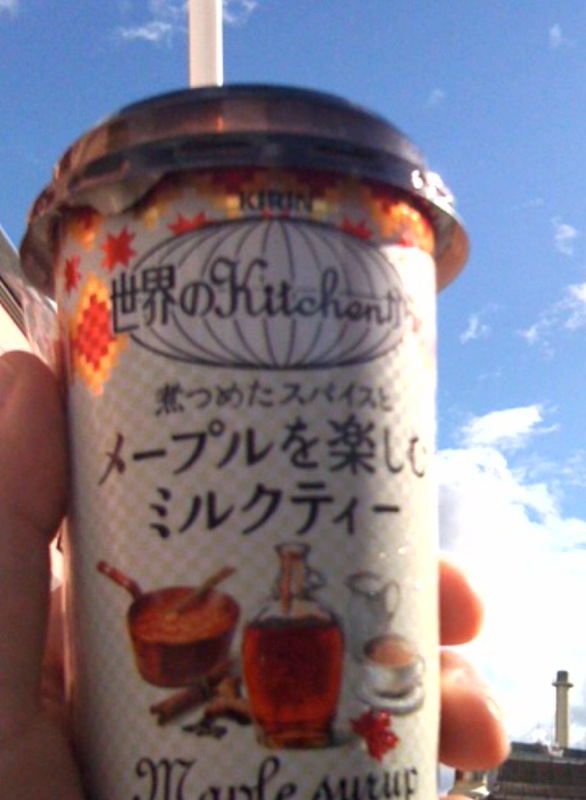 KIRIN
世界のKitchenから
煮つめたスパイスと
メープルを楽しむ
ミルクティー
Maple syrup